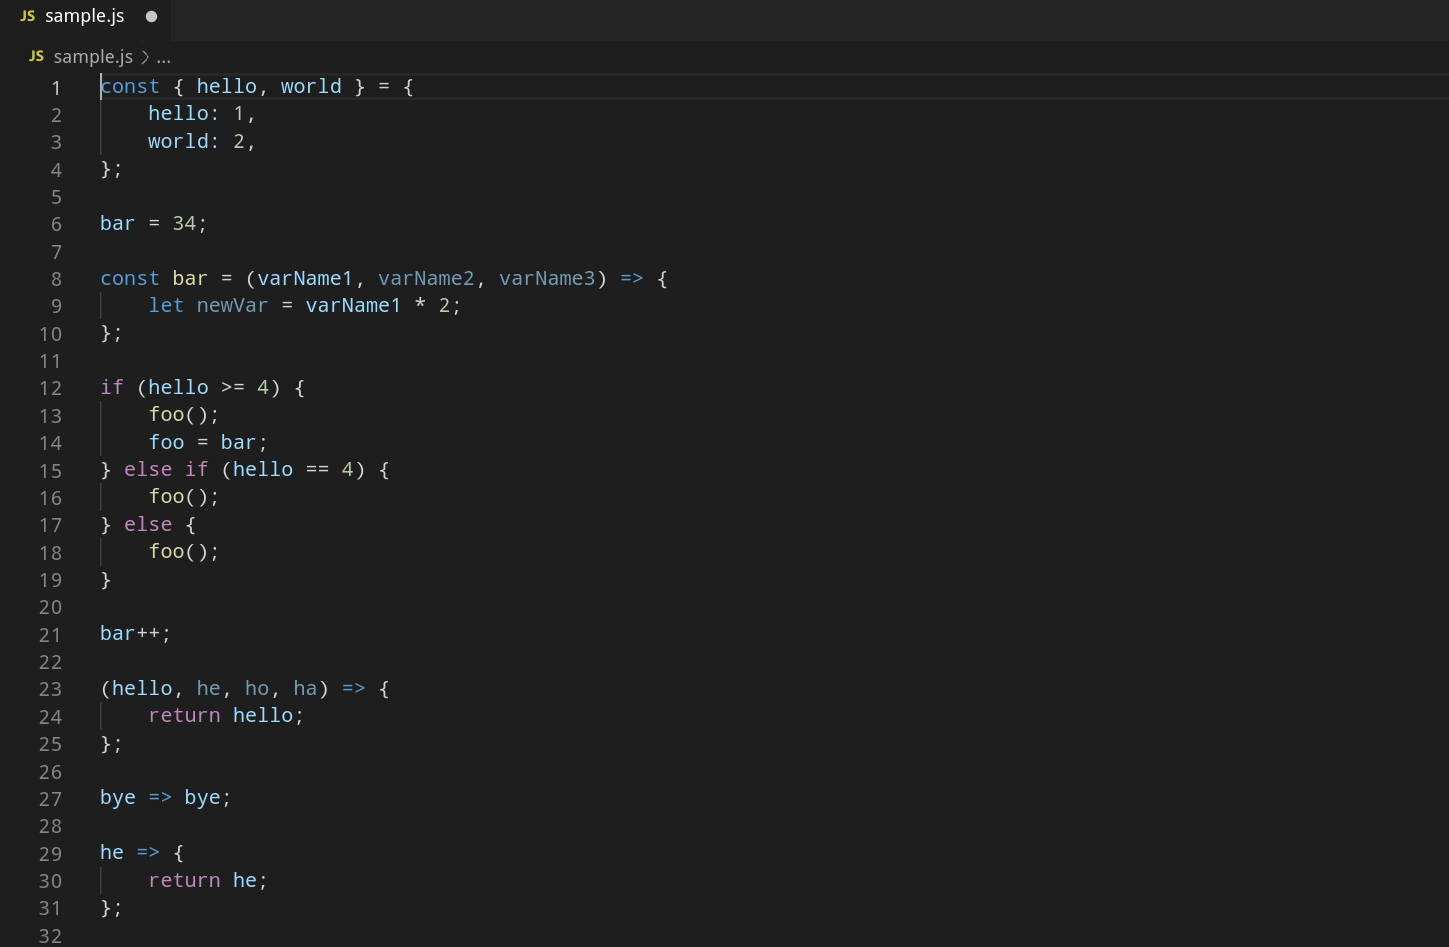 JS sample.js ●
JS sample.js > ...
1 const { hello, world } = {
2     hello: 1,
3     world: 2,
4 };
5
6 bar = 34;
7
8 const bar = (varName1, varName2, varName3) => {
9     let newVar = varName1 * 2;
10 };
11
12 if (hello >= 4) {
13     foo();
14     foo = bar;
15 } else if (hello == 4) {
16     foo();
17 } else {
18     foo();
19 }
20
21 bar++;
22
23 (hello, he, ho, ha) => {
24     return hello;
25 };
26
27 bye => bye;
28
29 he => {
30     return he;
31 };
32